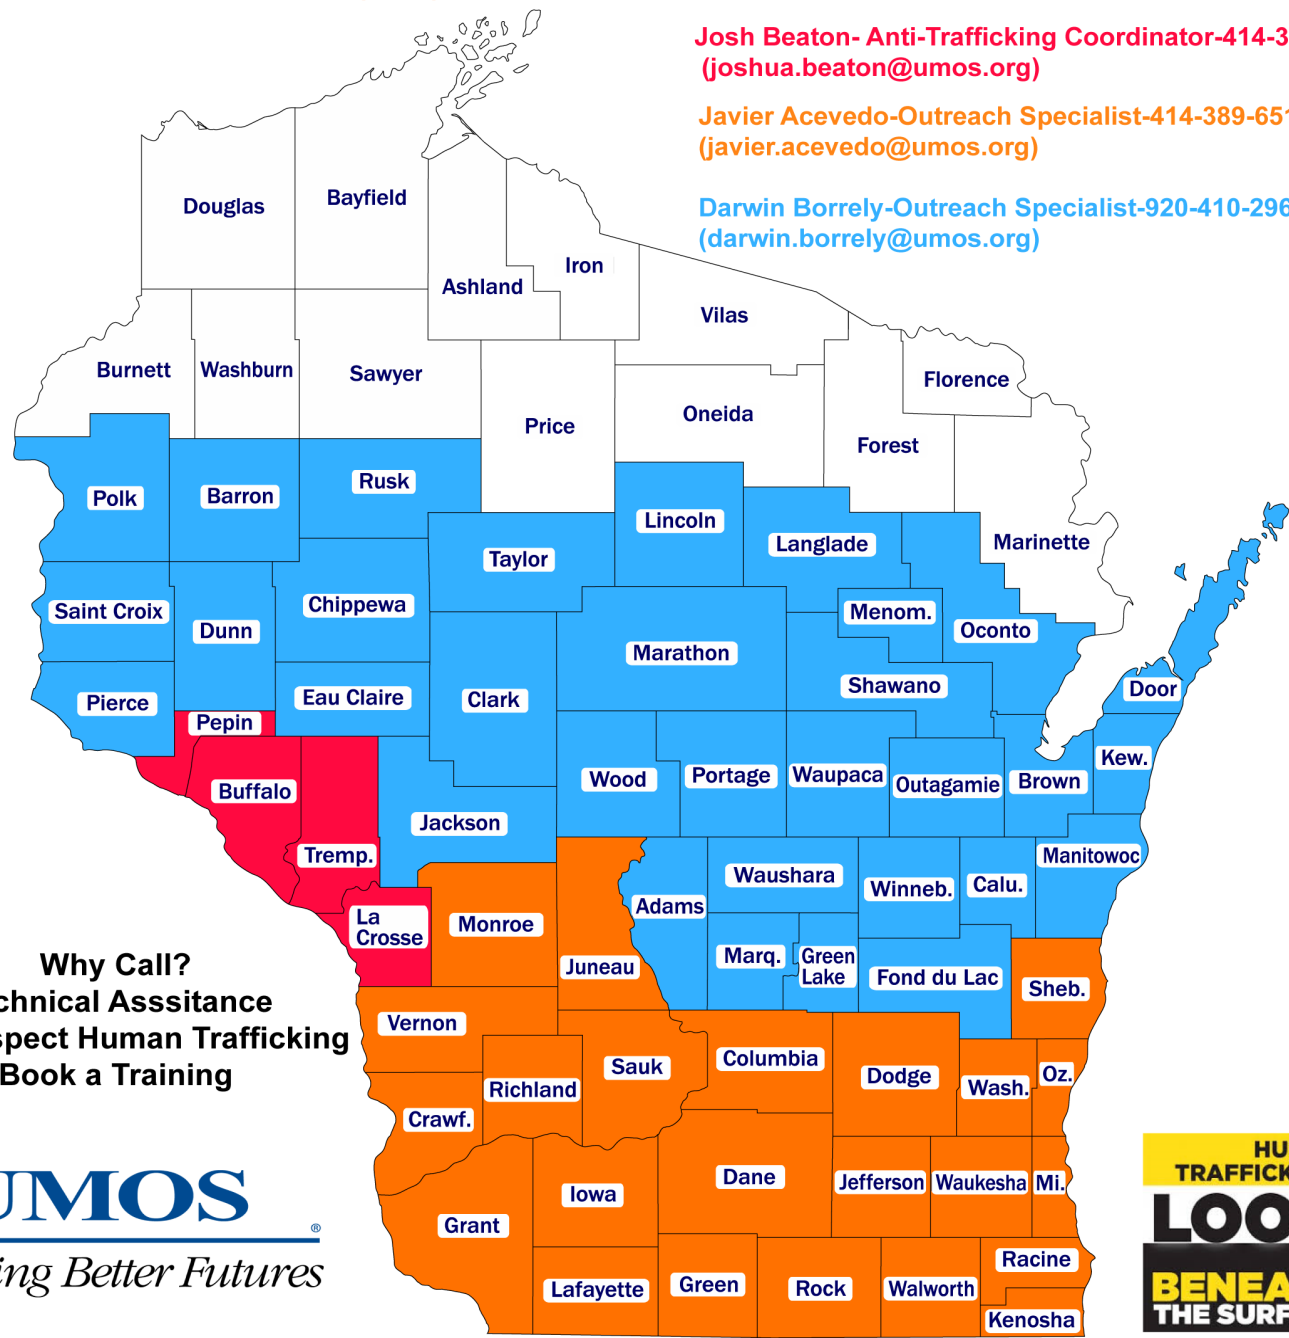 Josh Beaton- Anti-Trafficking Coordinator-414-3
(joshua.beaton@umos.org)
Javier Acevedo-Outreach Specialist-414-389-651
(javier.acevedo@umos.org)
Darwin Borrely-Outreach Specialist-920-410-296
(darwin.borrely@umos.org)
Douglas
Bayfield
Ashland
Iron
Vilas
Burnett
Washburn
Sawyer
Price
Oneida
Forest
Florence
Marinette
Polk
Barron
Rusk
Taylor
Lincoln
Langlade
Menom.
Oconto
Saint Croix
Dunn
Chippewa
Marathon
Shawano
Door
Pierce
Pepin
Eau Claire
Clark
Buffalo
Tremp.
Jackson
Wood
Portage
Waupaca
Outagamie
Brown
Kew.
Manitowoc
Adams
Waushara
Winneb.
Calu.
La
Crosse
Monroe
Juneau
Marq.
Green
Lake
Fond du Lac
Sheb.
Vernon
Richland
Sauk
Columbia
Dodge
Wash.
Oz.
Crawf.
Grant
Iowa
Dane
Jefferson
Waukesha
Mi.
Lafayette
Green
Rock
Walworth
Racine
Kenosha
Why Call?
chnical Asssitance
spect Human Trafficking
Book a Training
UMOS
®
ing Better Futures
HU
TRAFFICK
LOO
BENEA
THE SURF